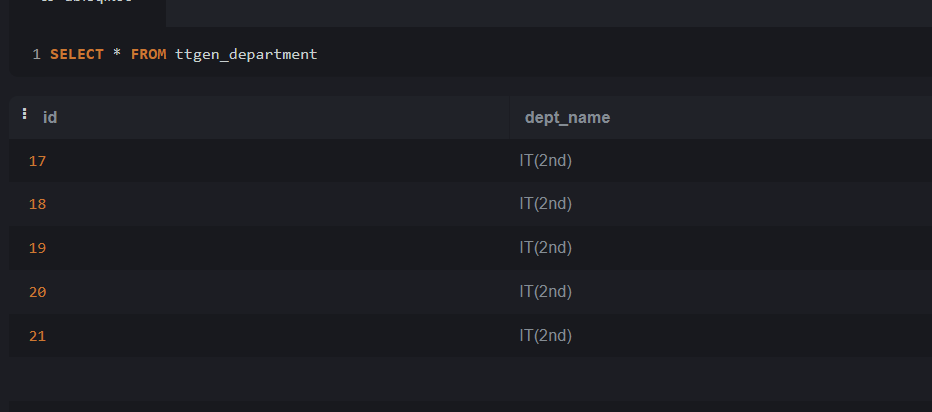 1 SELECT * FROM ttgen_department
id dept_name
17 IT(2nd)
18 IT(2nd)
19 IT(2nd)
20 IT(2nd)
21 IT(2nd)